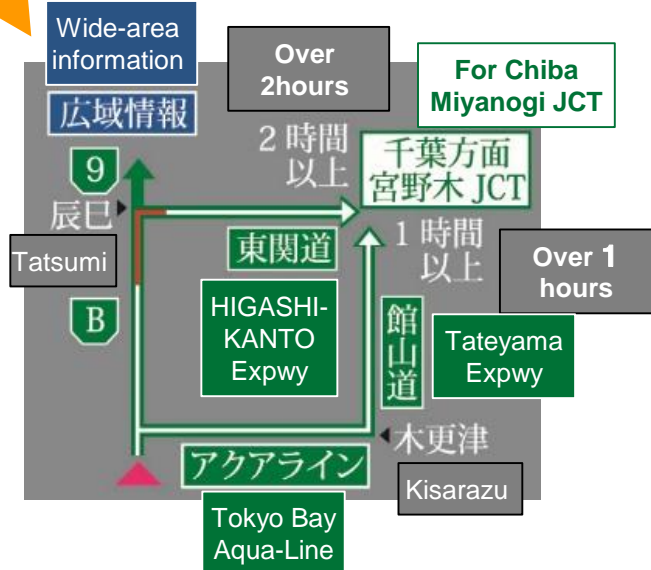 Wide-area
information
広域情報
Over
2hours
2時間
以上
For Chiba
Miyanogi JCT
千葉方面
宮野木 JCT
9
辰巳
Tatsumi
東関道
HIGASHI-
KANTO
Expwy
1時間
以上
Over 1
hours
B
館山道
Tateyama
Expwy
木更津
Kisarazu
アクアライン
Tokyo Bay
Aqua-Line